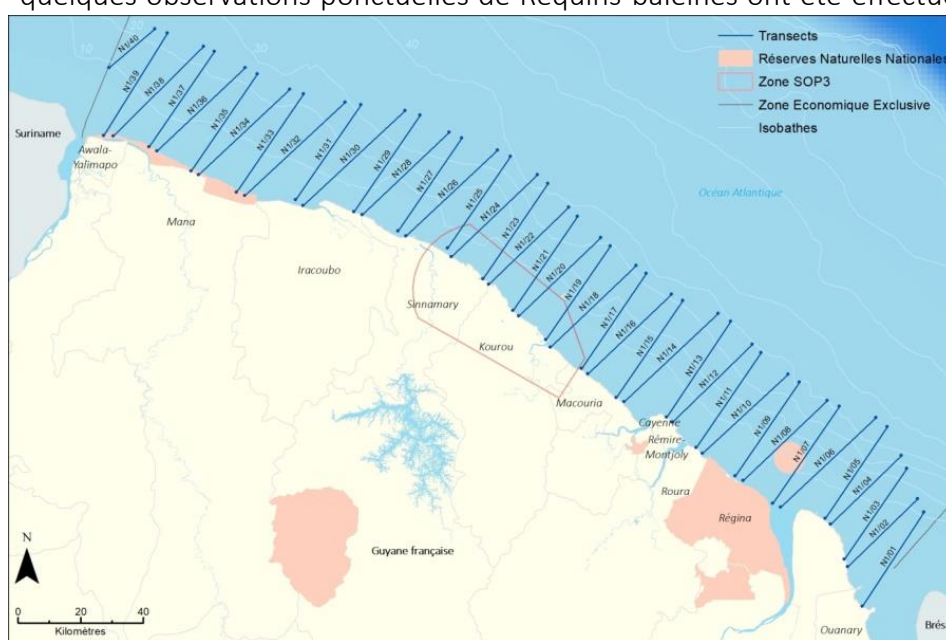 quelques observations ponctuelles de Requins baleines ont été effectu
Transects
Réserves Naturelles Nationales
Zone SOP3
Zone Economique Exclusive
Isobathes
10
20
30
40
Suriname
Awala-
Yalimapo
Mana
Iracoubo
Sinnamary
Kourou
Macouria
Cayenne
Rémire-
Montjoly
Roura
Régina
Guyane française
Ouanary
Brés
Océan Atlantique
N1/40
N1/39
N1/38
N1/37
N1/36
N1/35
N1/34
N1/33
N1/32
N1/31
N1/30
N1/29
N1/28
N1/27
N1/26
N1/25
N1/24
N1/23
N1/22
N1/21
N1/20
N1/19
N1/18
N1/17
N1/16
N1/15
N1/14
N1/13
N1/12
N1/11
N1/10
N1/09
N1/08
N1/07
N1/06
N1/05
N1/04
N1/03
N1/02
N1/01
N
0 20 40
Kilomètres